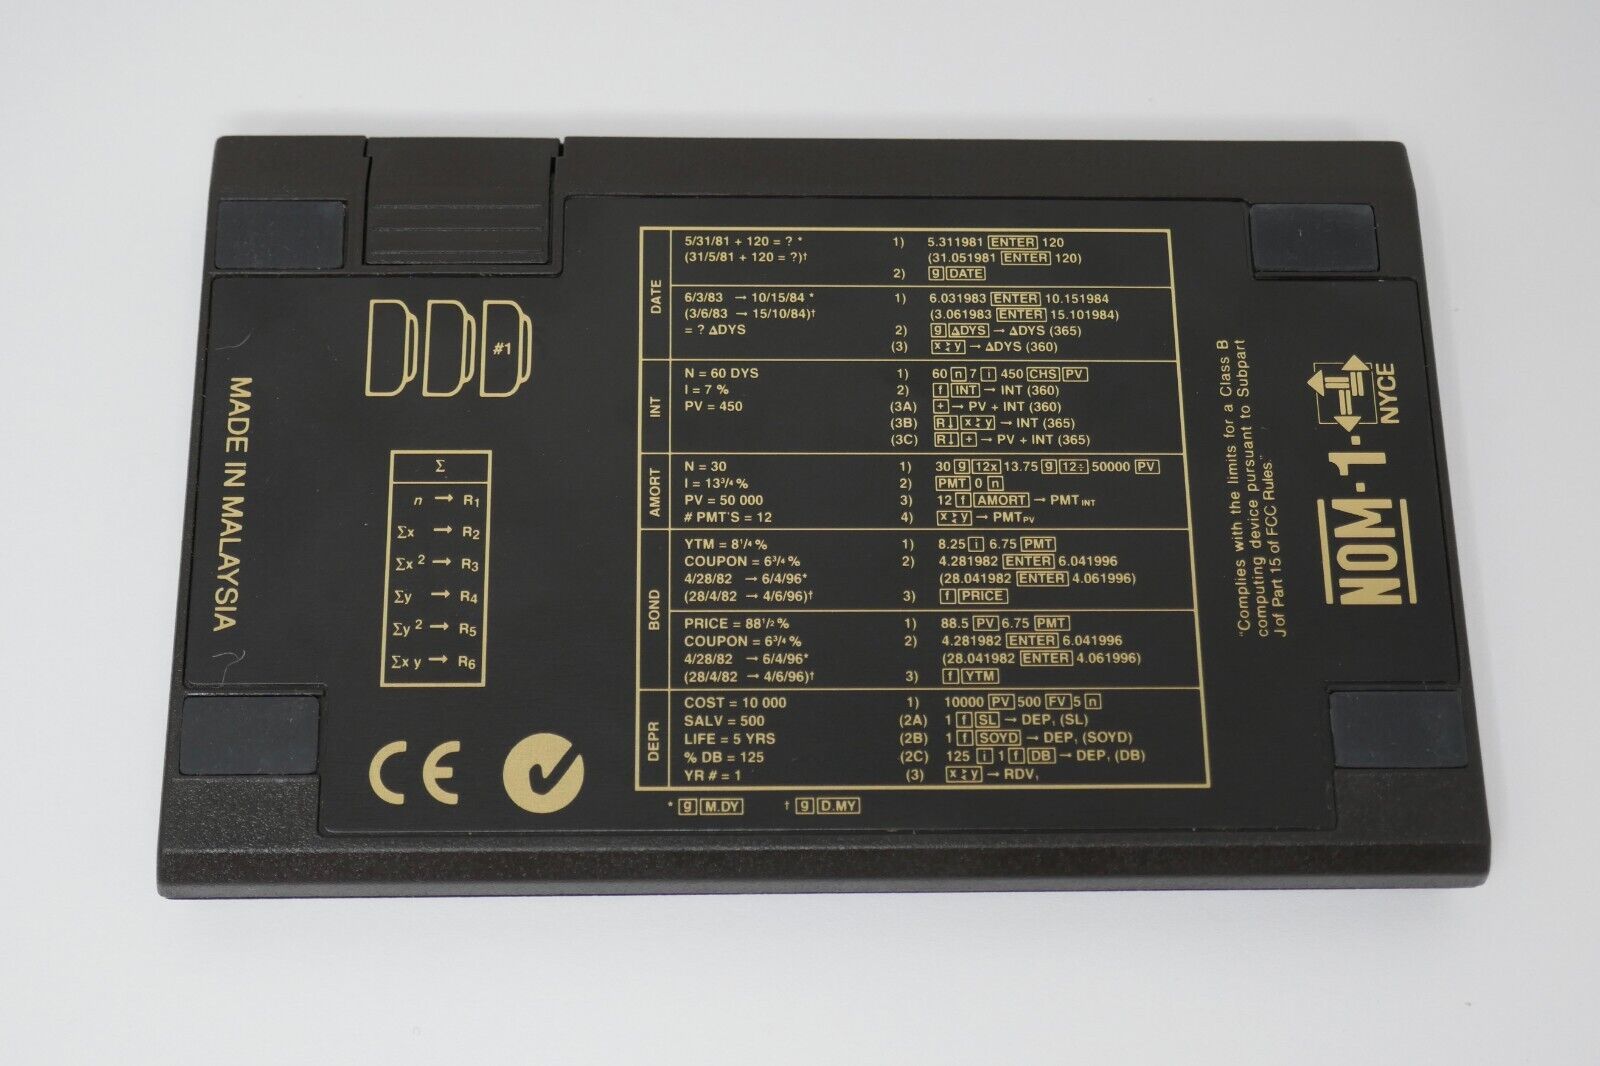 #1
MADE IN MALAYSIA
Σ
n → R1
Σx → R2
Σx² → R3
Σy → R4
Σy² → R5
Σx y → R6
CE
DATE
5/31/81 + 120 = ? * 1) 5.311981 ENTER 120
(31/5/81 + 120 = ?)† (31.051981 ENTER 120)
2) g DATE
6/3/83 → 10/15/84 * 1) 6.031983 ENTER 10.151984
(3/6/83 → 15/10/84)† (3.061983 ENTER 15.101984)
= ? ΔDYS 2) g ΔDYS → ΔDYS (365)
(3) x≷y → ΔDYS (360)
INT
N = 60 DYS 1) 60 n 7 i 450 CHS PV
I = 7 % 2) f INT → INT (360)
PV = 450 (3A) + → PV + INT (360)
(3B) R↓ x≷y → INT (365)
(3C) R↓ + → PV + INT (365)
AMORT
N = 30 1) 30 g 12x 13.75 g 12÷ 50000 PV
I = 13³/₄ % 2) PMT 0 n
PV = 50 000 3) 12 f AMORT → PMT INT
# PMT'S = 12 4) x≷y → PMT PV
BOND
YTM = 8¹/₄ % 1) 8.25 i 6.75 PMT
COUPON = 6³/₄ % 2) 4.281982 ENTER 6.041996
4/28/82 → 6/4/96* (28.041982 ENTER 4.061996)
(28/4/82 → 4/6/96)† 3) f PRICE
PRICE = 88¹/₂ % 1) 88.5 PV 6.75 PMT
COUPON = 6³/₄ % 2) 4.281982 ENTER 6.041996
4/28/82 → 6/4/96* (28.041982 ENTER 4.061996)
(28/4/82 → 4/6/96)† 3) f YTM
DEPR
COST = 10 000 1) 10000 PV 500 FV 5 n
SALV = 500 (2A) 1 f SL → DEP, (SL)
LIFE = 5 YRS (2B) 1 f SOYD → DEP, (SOYD)
% DB = 125 (2C) 125 i 1 f DB → DEP, (DB)
YR # = 1 (3) x≷y → RDV,
* g M.DY † g D.MY
"Complies with the limits for a Class B
computing device pursuant to Subpart
J of Part 15 of FCC Rules."
NOM·1·
NYCE